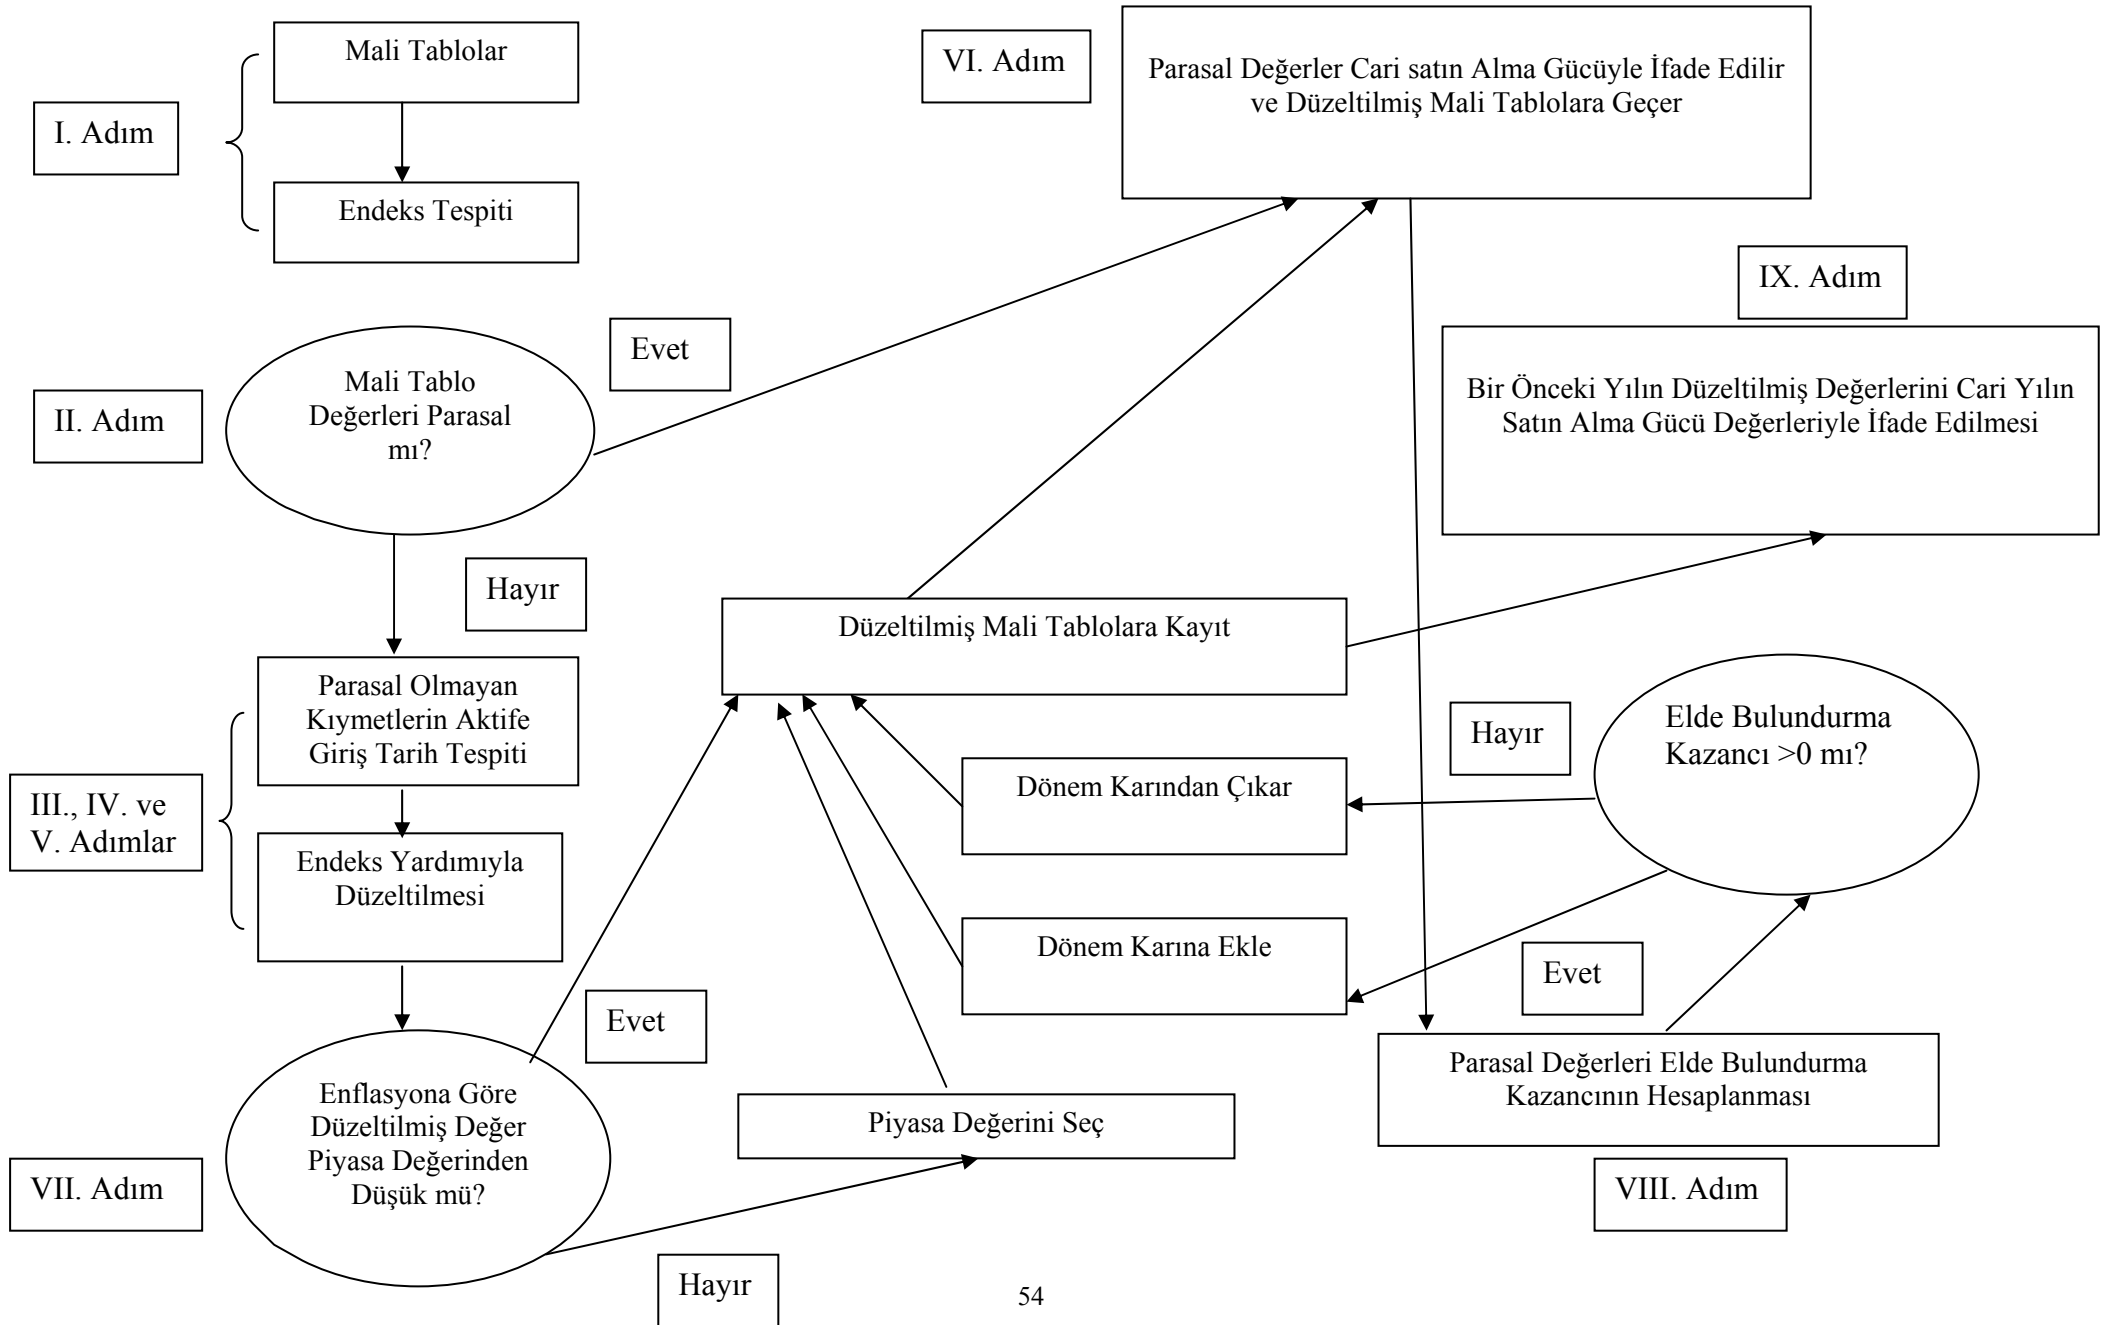 Mali Tablolar
I. Adım
Endeks Tespiti
VI. Adım
Parasal Değerler Cari satın Alma Gücüyle İfade Edilir
ve Düzeltilmiş Mali Tablolara Geçer
IX. Adım
Bir Önceki Yılın Düzeltilmiş Değerlerini Cari Yılın
Satın Alma Gücü Değerleriyle İfade Edilmesi
Evet
II. Adım
Mali Tablo
Değerleri Parasal
mı?
Hayır
Düzeltilmiş Mali Tablolara Kayıt
Parasal Olmayan
Kıymetlerin Aktife
Giriş Tarih Tespiti
III., IV. ve
V. Adımlar
Endeks Yardımıyla
Düzeltilmesi
Hayır
Elde Bulundurma
Kazancı >0 mı?
Dönem Karından Çıkar
Dönem Karına Ekle
Evet
Evet
Parasal Değerleri Elde Bulundurma
Kazancının Hesaplanması
VIII. Adım
Enflasyona Göre
Düzeltilmiş Değer
Piyasa Değerinden
Düşük mü?
VII. Adım
Piyasa Değerini Seç
Hayır
54